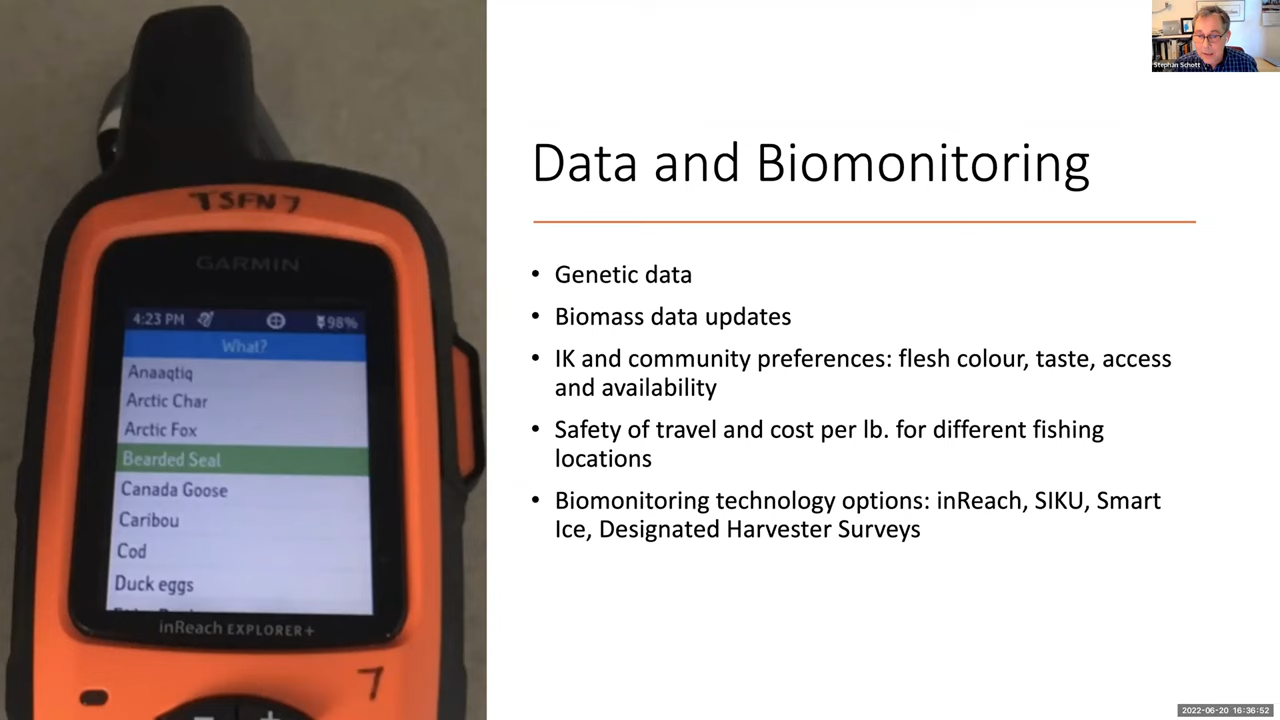 Stephan Schott
TSFN 7
GARMIN
4:23 PM 98%
What?
Anaaqtiq
Arctic Char
Arctic Fox
Bearded Seal
Canada Goose
Caribou
Cod
Duck eggs
inReach EXPLORER+
7
Data and Biomonitoring
• Genetic data
• Biomass data updates
• IK and community preferences: flesh colour, taste, access
and availability
• Safety of travel and cost per lb. for different fishing
locations
• Biomonitoring technology options: inReach, SIKU, Smart
Ice, Designated Harvester Surveys
2022-06-20 16:36:52